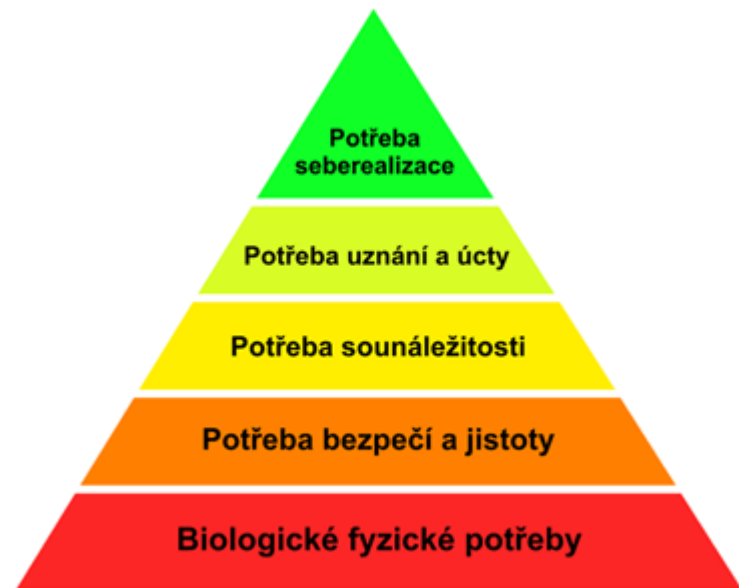 Potřeba
seberealizace
Potřeba uznání a úcty
Potřeba sounáležitosti
Potřeba bezpečí a jistoty
Biologické fyzické potřeby